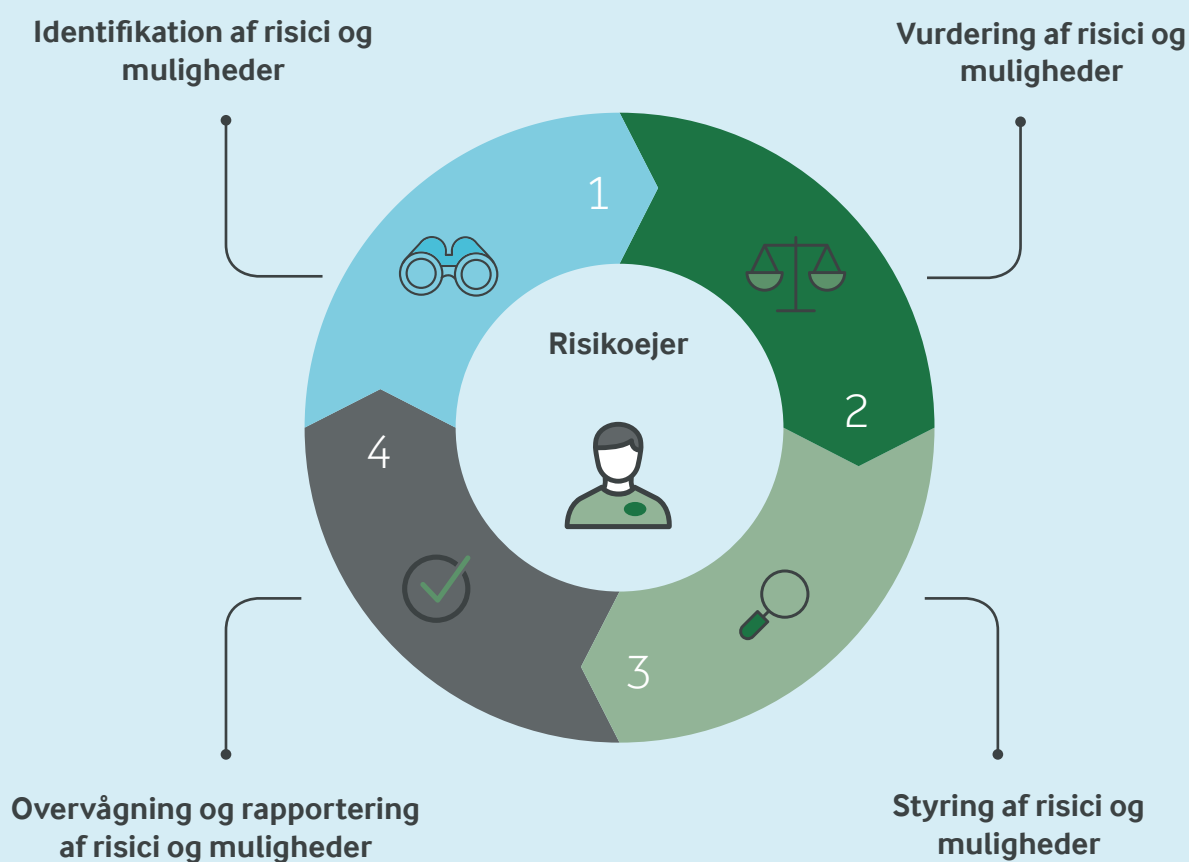 Identifikation af risici og
muligheder
Vurdering af risici og
muligheder
1
Risikoejer
2
4
3
Overvågning og rapportering
af risici og muligheder
Styring af risici og
muligheder